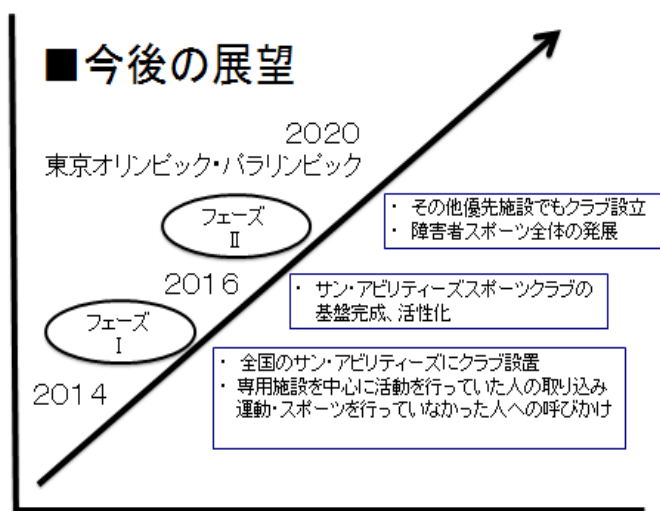 ■今後の展望
2020
東京オリンピック・パラリンピック
フェーズ
Ⅱ
・ その他優先施設でもクラブ設立
・ 障害者スポーツ全体の発展
2016
・ サン・アビリティーズスポーツクラブの
基盤完成、活性化
フェーズ
Ⅰ
・ 全国のサン・アビリティーズにクラブ設置
・ 専用施設を中心に活動を行っていた人の取り込み
運動・スポーツを行っていなかった人への呼びかけ
2014